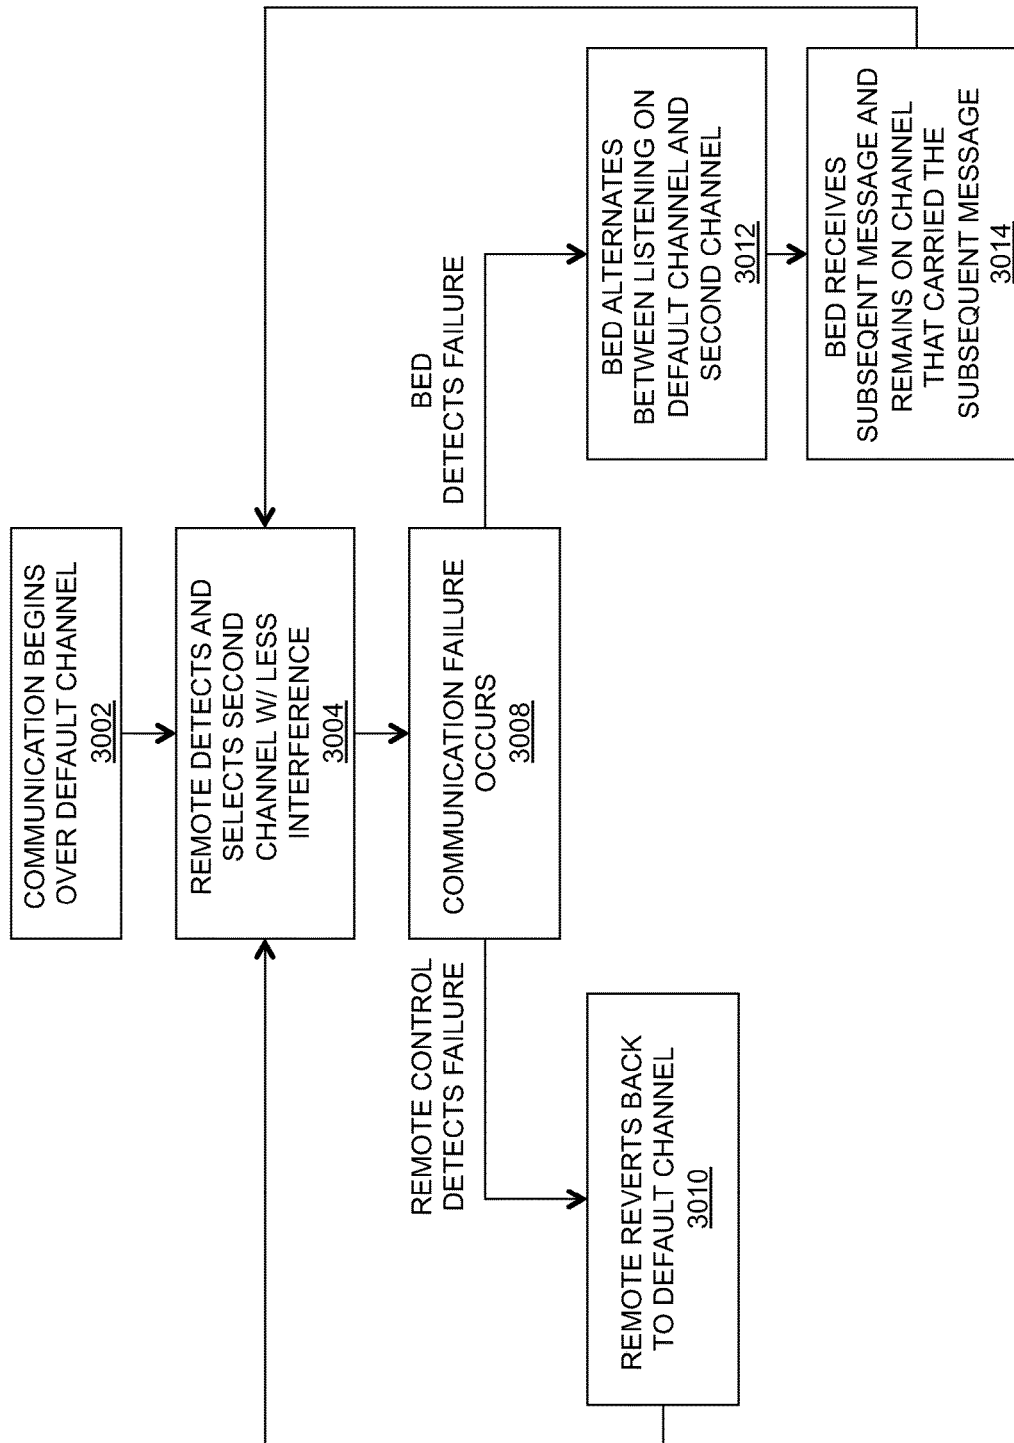 COMMUNICATION BEGINS
OVER DEFAULT CHANNEL
3002
REMOTE DETECTS AND
SELECTS SECOND
CHANNEL W/ LESS
INTERFERENCE
3004
COMMUNICATION FAILURE
OCCURS
3008
REMOTE CONTROL
DETECTS FAILURE
BED
DETECTS FAILURE
REMOTE REVERTS BACK
TO DEFAULT CHANNEL
3010
BED ALTERNATES
BETWEEN LISTENING ON
DEFAULT CHANNEL AND
SECOND CHANNEL
3012
BED RECEIVES
SUBSEQENT MESSAGE AND
REMAINS ON CHANNEL
THAT CARRIED THE
SUBSEQUENT MESSAGE
3014